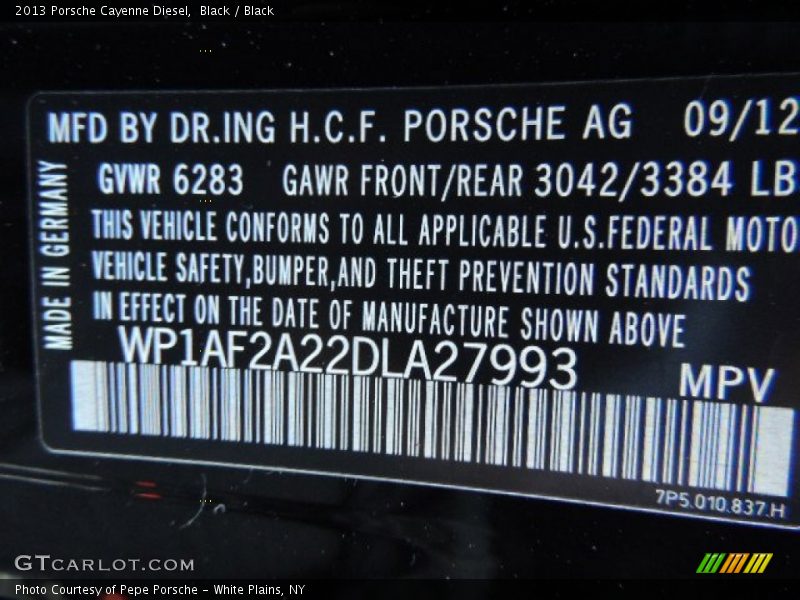 2013 Porsche Cayenne Diesel, Black / Black
MFD BY DR.ING H.C.F. PORSCHE AG 09/12
GVWR 6283 GAWR FRONT/REAR 3042/3384 LB
MADE IN GERMANY
THIS VEHICLE CONFORMS TO ALL APPLICABLE U.S.FEDERAL MOTO
VEHICLE SAFETY,BUMPER,AND THEFT PREVENTION STANDARDS
IN EFFECT ON THE DATE OF MANUFACTURE SHOWN ABOVE
WP1AF2A22DLA27993
MPV
7P5.010.837.H
GTCARLOT.COM
Photo Courtesy of Pepe Porsche - White Plains, NY